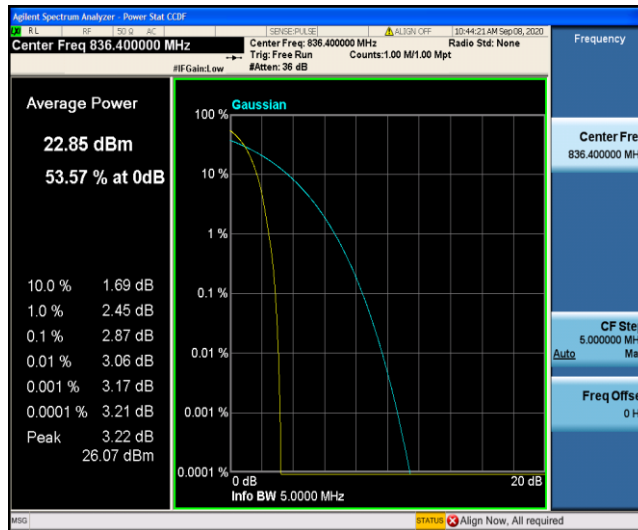 Agilent Spectrum Analyzer - Power Stat CCDF
RL RF 50 Ω AC SENSE:PULSE ALIGN OFF 10:44:21 AM Sep 08, 2020
Center Freq 836.400000 MHz
Center Freq: 836.400000 MHz Radio Std: None
Trig: Free Run Counts:1.00 M/1.00 Mpt
#IFGain:Low #Atten: 36 dB
Frequency
Average Power
22.85 dBm
53.57 % at 0dB
10.0 % 1.69 dB
1.0 % 2.45 dB
0.1 % 2.87 dB
0.01 % 3.06 dB
0.001 % 3.17 dB
0.0001 % 3.21 dB
Peak 3.22 dB
26.07 dBm
Gaussian
100 %
10 %
1 %
0.1 %
0.01 %
0.001 %
0.0001 %
0 dB 20 dB
Info BW 5.0000 MHz
Center Fre
836.400000 MH
CF Ste
5.000000 MH
Auto Ma
Freq Offse
0 H
MSG STATUS Align Now, All required